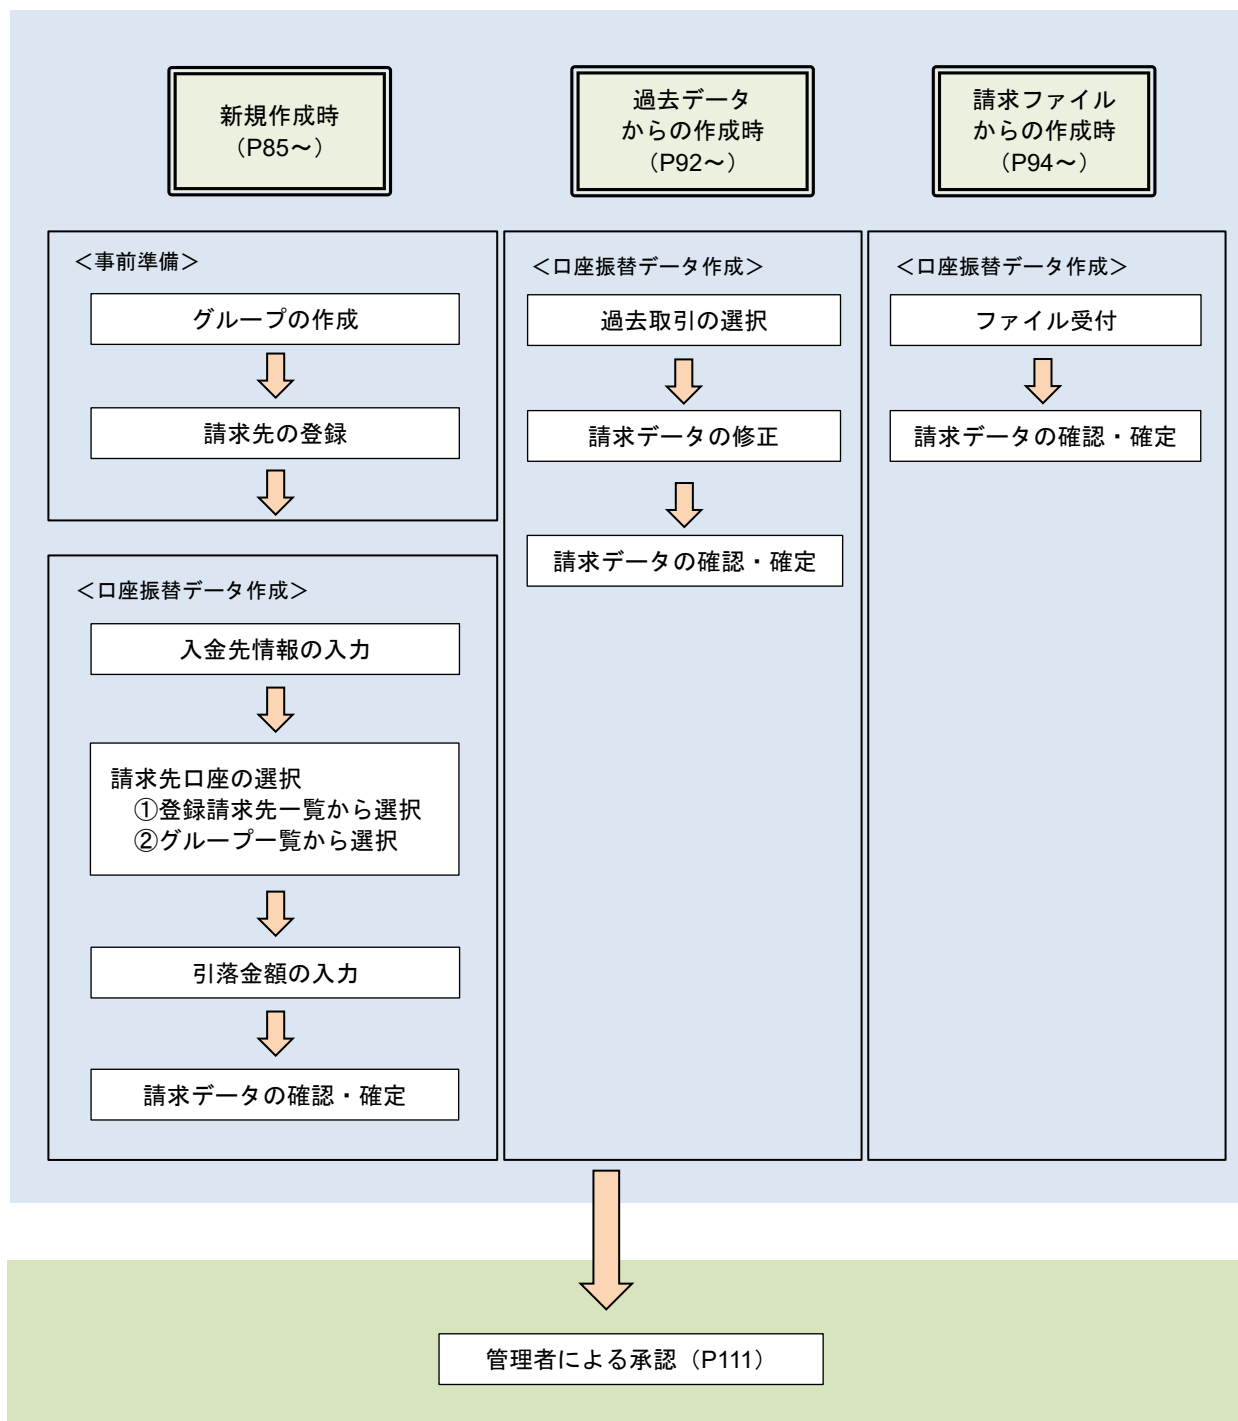 新規作成時
（P85～）
過去データ
からの作成時
（P92～）
請求ファイル
からの作成時
（P94～）
＜事前準備＞
グループの作成
請求先の登録
＜口座振替データ作成＞
入金先情報の入力
請求先口座の選択
①登録請求先一覧から選択
②グループ一覧から選択
引落金額の入力
請求データの確認・確定
＜口座振替データ作成＞
過去取引の選択
請求データの修正
請求データの確認・確定
＜口座振替データ作成＞
ファイル受付
請求データの確認・確定
管理者による承認（P111）